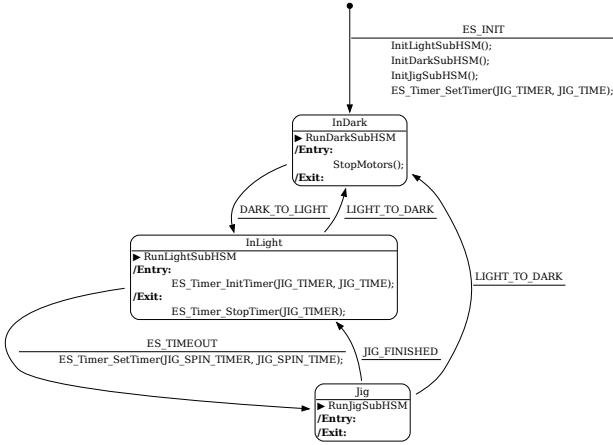 ES_INIT
InitLightSubHSM();
InitDarkSubHSM();
InitJigSubHSM();
ES_Timer_SetTimer(JIG_TIMER, JIG_TIME);
InDark
▶ RunDarkSubHSM
/Entry:
StopMotors();
/Exit:
DARK_TO_LIGHT
LIGHT_TO_DARK
InLight
▶ RunLightSubHSM
/Entry:
ES_Timer_InitTimer(JIG_TIMER, JIG_TIME);
/Exit:
ES_Timer_StopTimer(JIG_TIMER);
LIGHT_TO_DARK
ES_TIMEOUT
ES_Timer_SetTimer(JIG_SPIN_TIMER, JIG_SPIN_TIME);
JIG_FINISHED
Jig
▶ RunJigSubHSM
/Entry:
/Exit: